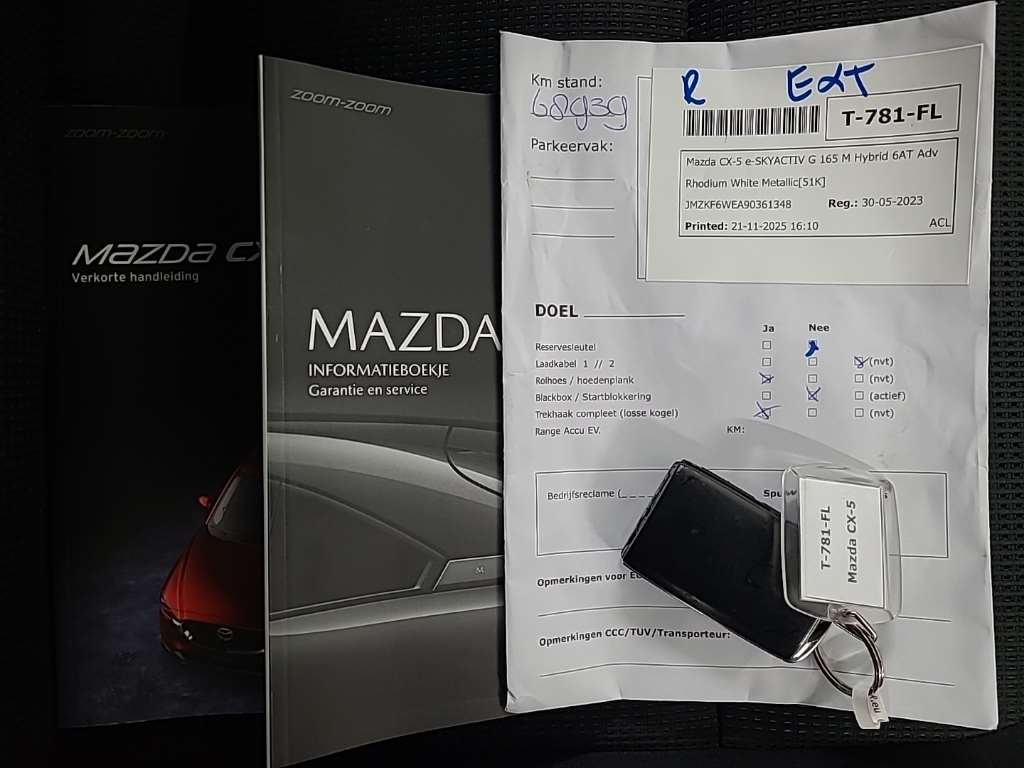 zoom-zoom
MAZDA CX
Verkorte handleiding
zoom-zoom
MAZDA
INFORMATIEBOEKJE
Garantie en service
Km stand:
68939
Parkeervak:
R EDT
T-781-FL
Mazda CX-5 e-SKYACTIV G 165 M Hybrid 6AT Adv
Rhodium White Metallic[51K]
JMZKF6WEA90361348 Reg.: 30-05-2023
Printed: 21-11-2025 16:10 ACL
DOEL
Ja Nee
Reservesleutel
Laadkabel 1 // 2 (nvt)
Rolhoes / hoedenplank (nvt)
Blackbox / Startblokkering (actief)
Trekhaak compleet (losse kogel) (nvt)
Range Accu EV. KM:
Bedrijfsreclame (____
Opmerkingen voor
Opmerkingen CCC/TUV/Transporteur:
T-781-FL
Mazda CX-5
.eu